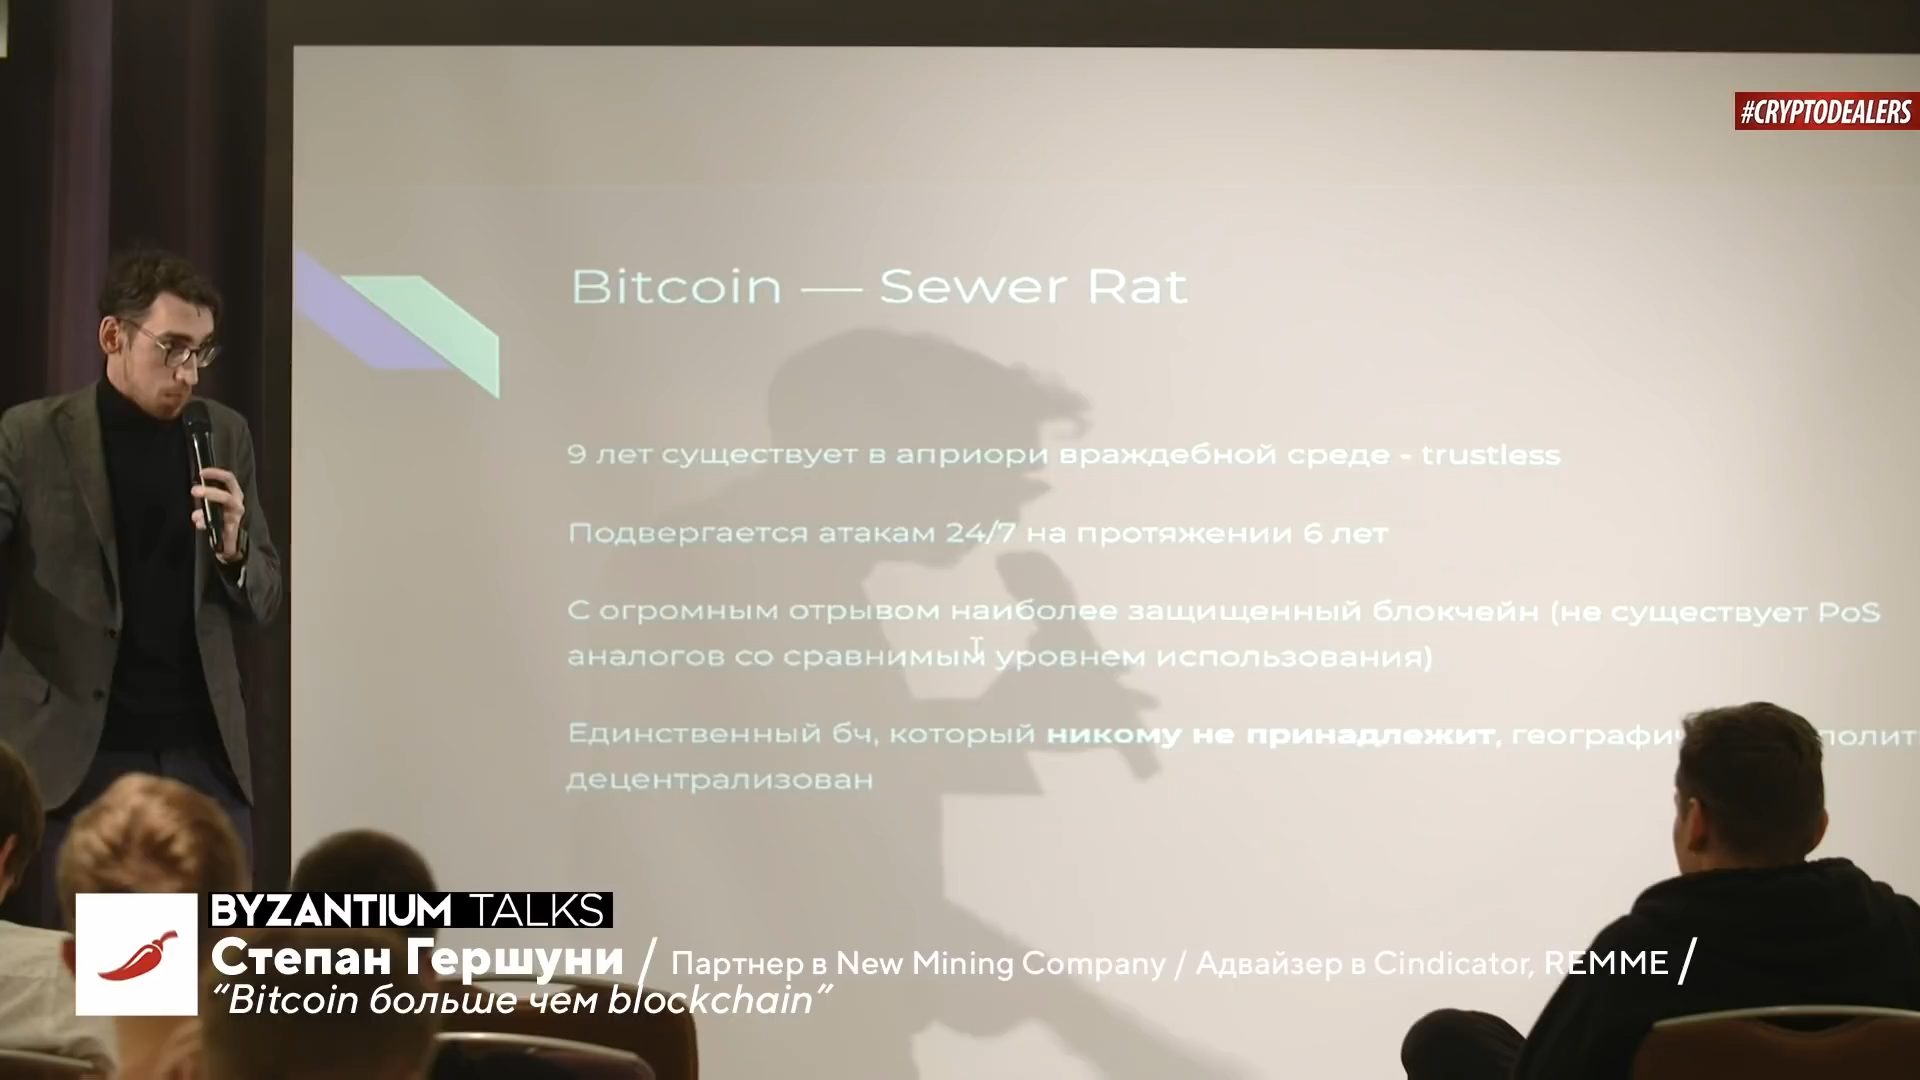 #CRYPTODEALERS
Bitcoin — Sewer Rat
9 лет существует в априори враждебной среде - trustless
Подвергается атакам 24/7 на протяжении 6 лет
С огромным отрывом наиболее защищенный блокчейн (не существует PoS
аналогов со сравнимым уровнем использования)
Единственный бч, который никому не принадлежит,
децентрализован
BYZANTIUM TALKS
Степан Гершуни / Партнер в New Mining Company / Адвайзер в Cindicator, REMME /
“Bitcoin больше чем blockchain”